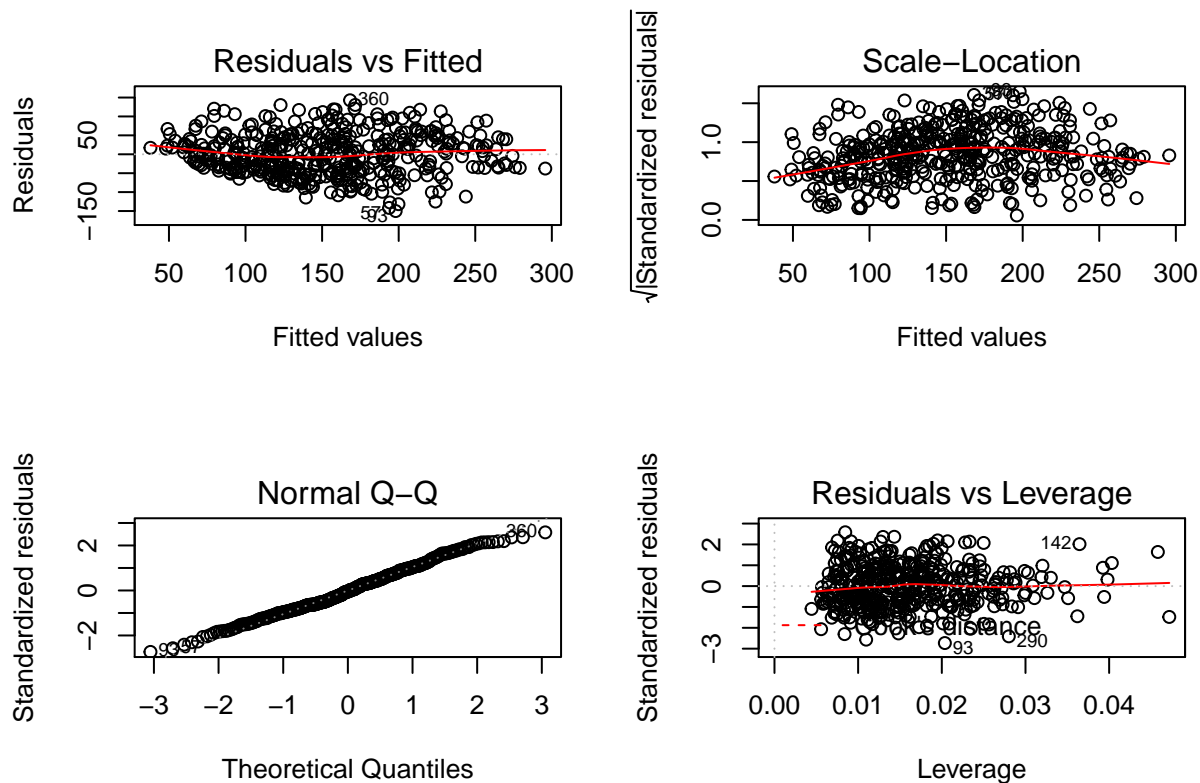 Residuals vs Fitted
Residuals
50
−150
360
93
50 100 150 200 250 300
Fitted values
Scale−Location
√|Standardized residuals|
1.0
0.0
50 100 150 200 250 300
Fitted values
Normal Q−Q
Standardized residuals
2
0
−2
360
93
−3 −2 −1 0 1 2 3
Theoretical Quantiles
Residuals vs Leverage
Standardized residuals
2
0
−3
142
distance
93
290
0.00 0.01 0.02 0.03 0.04
Leverage